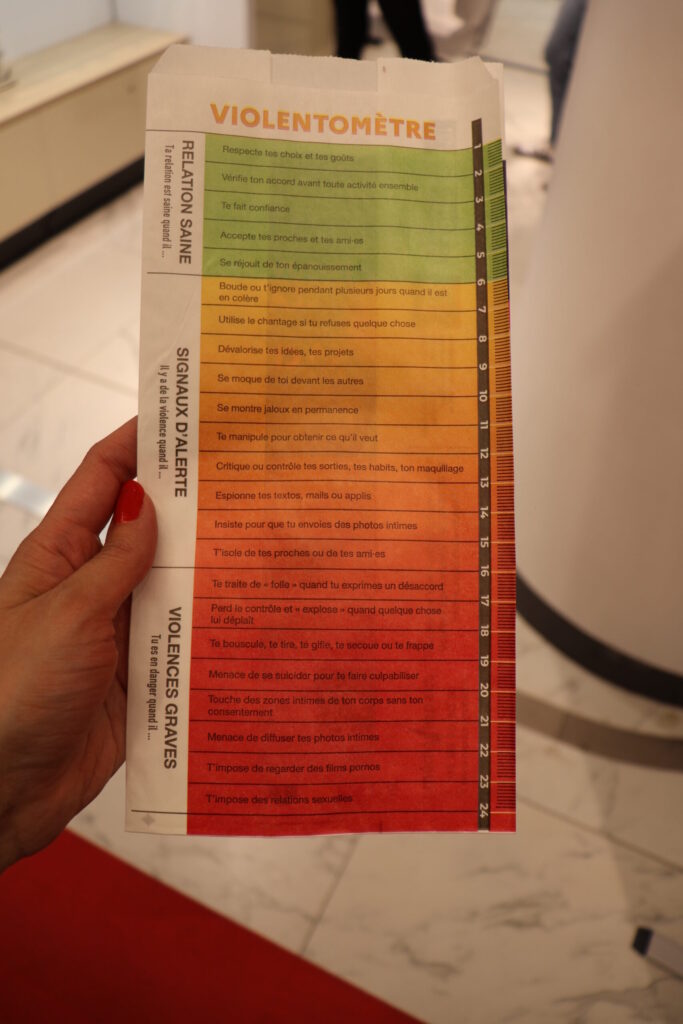 VIOLENTOMÈTRE
RELATION SAINE
Ta relation est saine quand il ...
Respecte tes choix et tes goûts
Vérifie ton accord avant toute activité ensemble
Te fait confiance
Accepte tes proches et tes ami·es
Se réjouit de ton épanouissement
SIGNAUX D'ALERTE
Il y a de la violence quand il ...
Boude ou t'ignore pendant plusieurs jours quand il est
en colère
Utilise le chantage si tu refuses quelque chose
Dévalorise tes idées, tes projets
Se moque de toi devant les autres
Se montre jaloux en permanence
Te manipule pour obtenir ce qu'il veut
Critique ou contrôle tes sorties, tes habits, ton maquillage
Espionne tes textos, mails ou applis
Insiste pour que tu envoies des photos intimes
T'isole de tes proches ou de tes ami·es
VIOLENCES GRAVES
Tu es en danger quand il ...
Te traite de « folle » quand tu exprimes un désaccord
Perd le contrôle et « explose » quand quelque chose
lui déplaît
Te bouscule, te tire, te gifle, te secoue ou te frappe
Menace de se suicider pour te faire culpabiliser
Touche des zones intimes de ton corps sans ton
consentement
Menace de diffuser tes photos intimes
T'impose de regarder des films pornos
T'impose des relations sexuelles
1
2
3
4
5
6
7
8
9
10
11
12
13
14
15
16
17
18
19
20
21
22
23
24